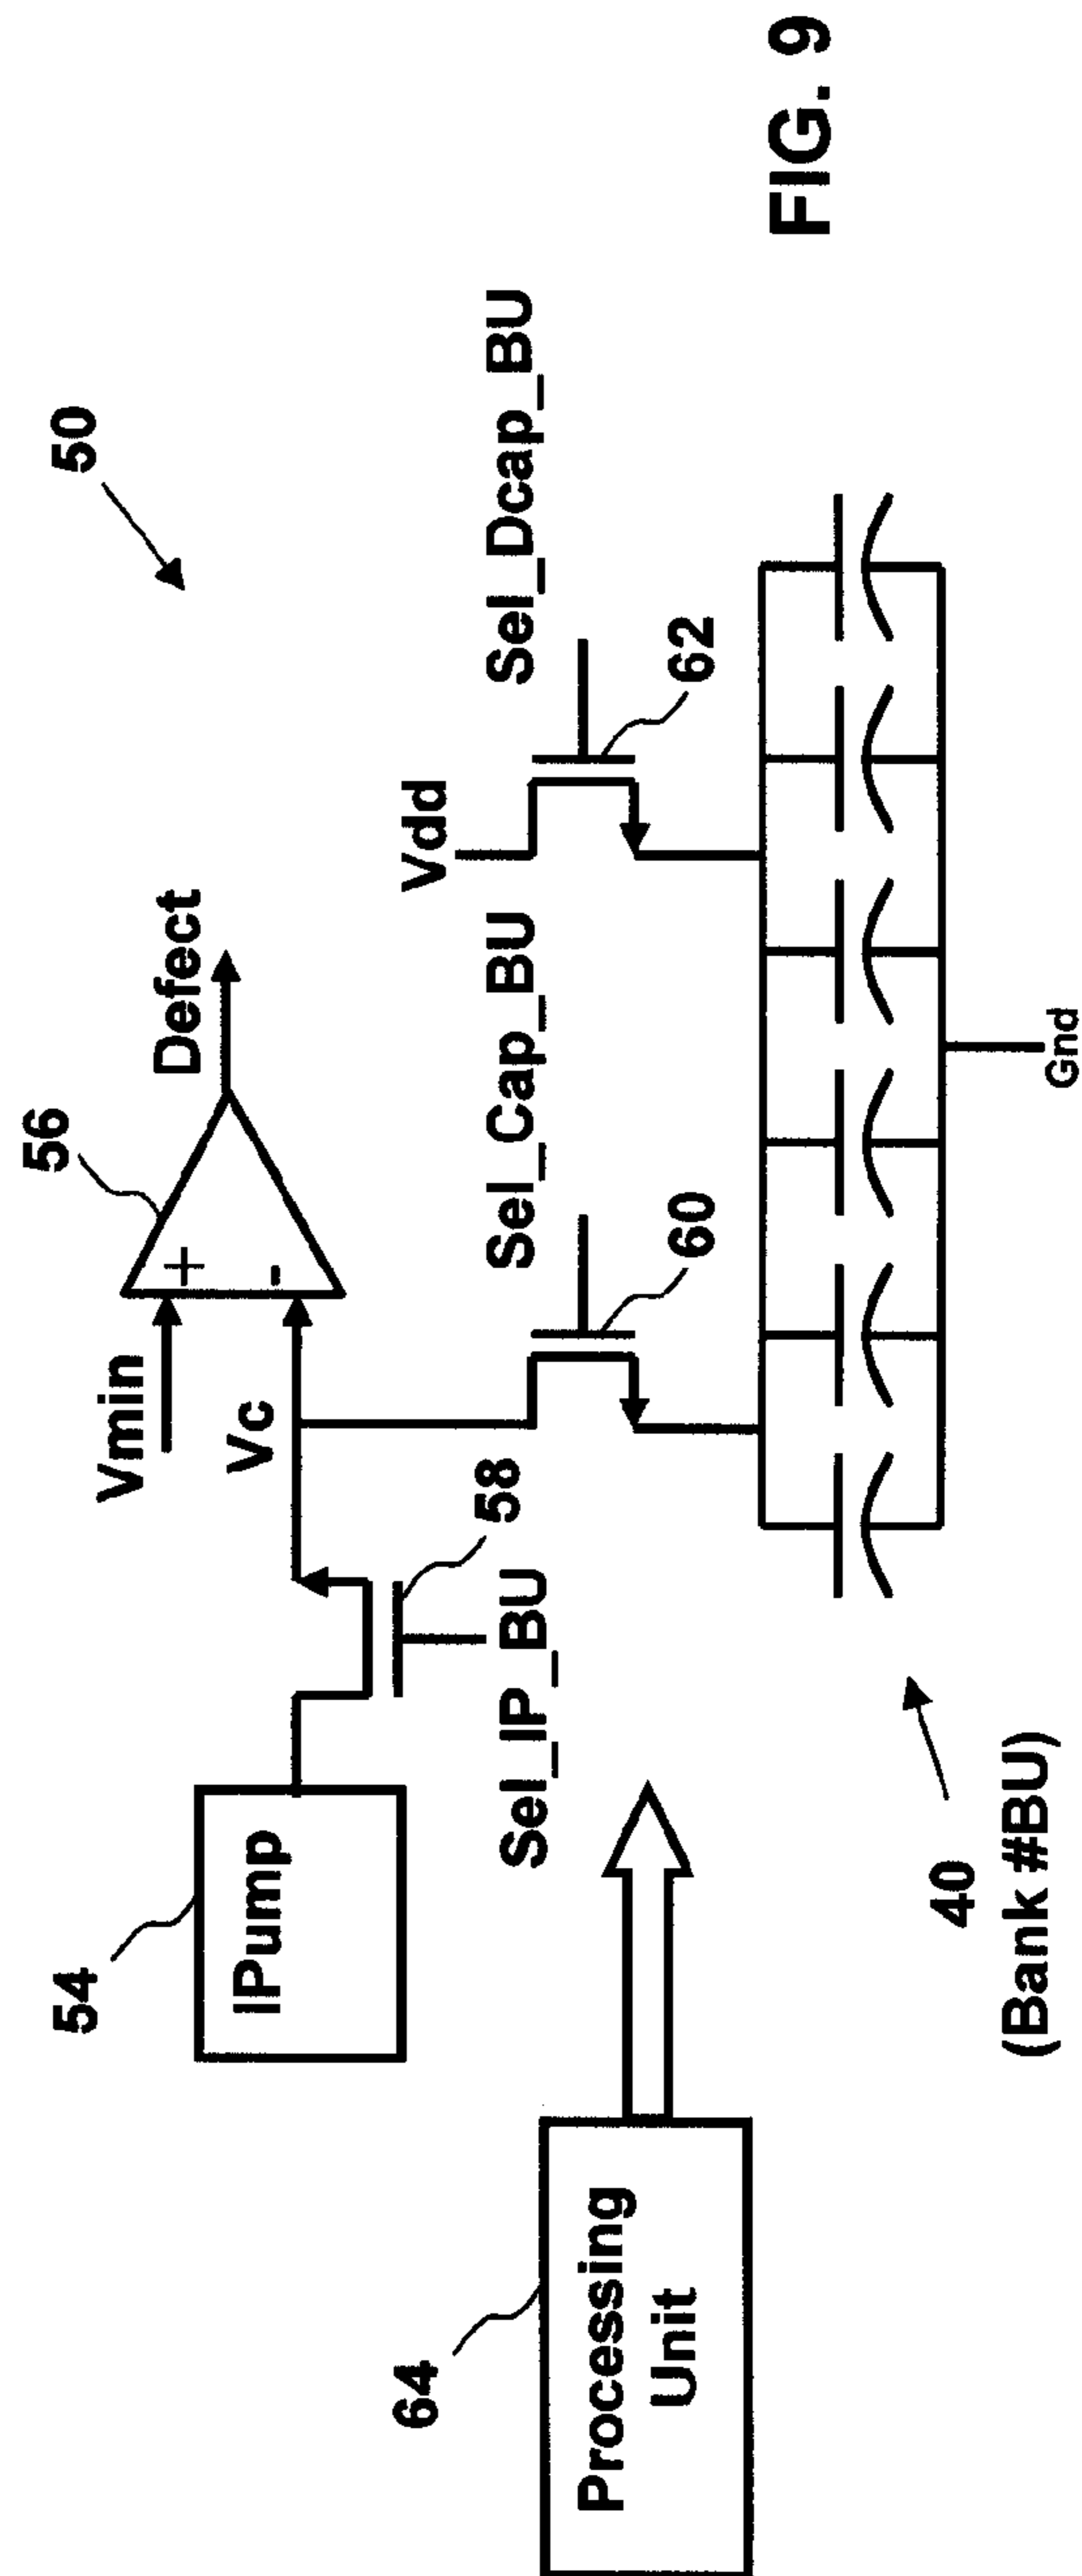 50
56
Defect
Vmin
+
-
Vc
54
IPump
58
Sel_IP_BU
Vdd
Sel_Cap_BU
60
Sel_Dcap_BU
62
64
Processing
Unit
40
(Bank #BU)
Gnd
FIG. 9